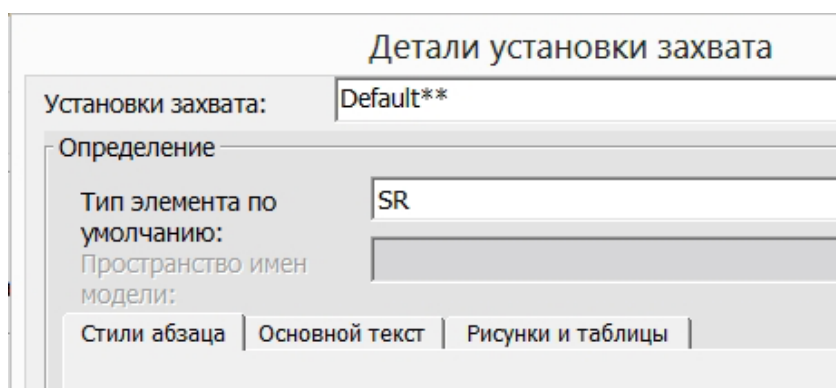 Детали установки захвата
Установки захвата: Default**
Определение
Тип элемента по SR
умолчанию:
Пространство имен
модели:
Стили абзаца Основной текст Рисунки и таблицы